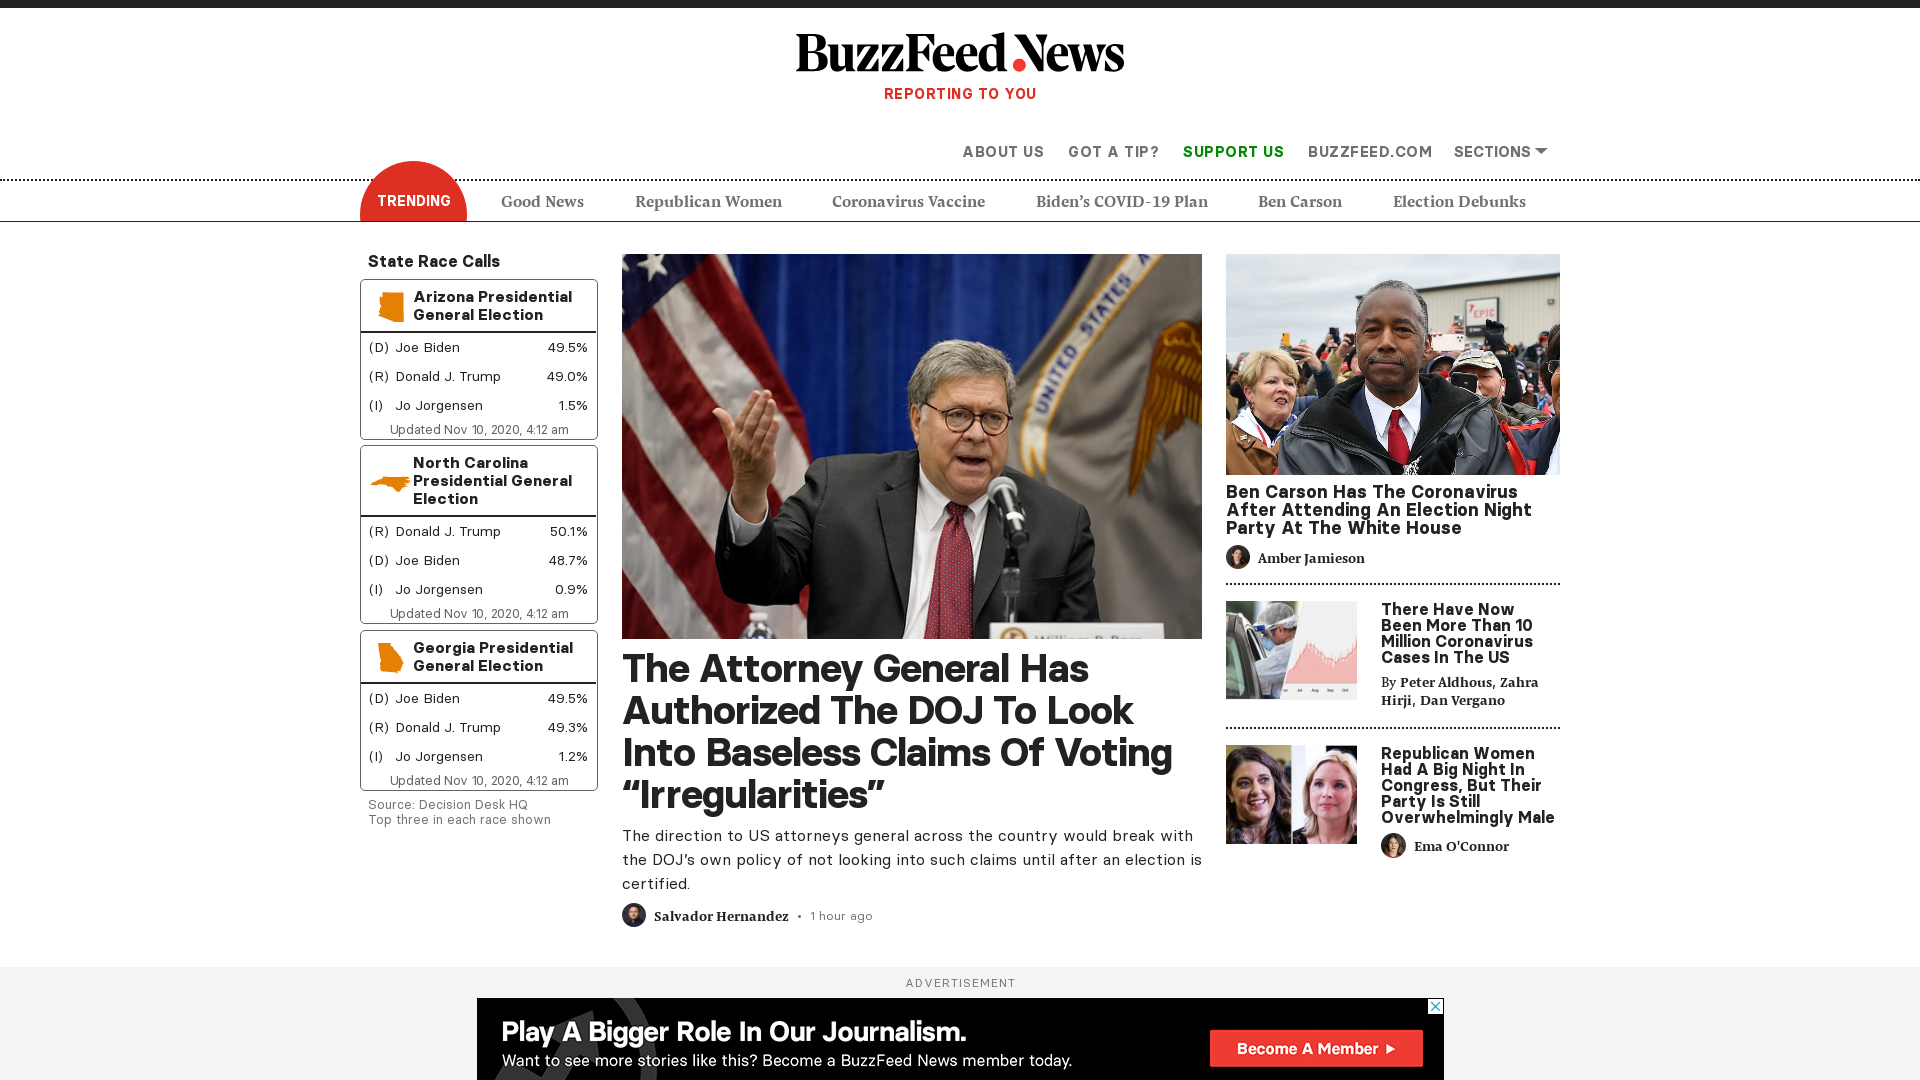 BuzzFeed News
REPORTING TO YOU
ABOUT US GOT A TIP? SUPPORT US BUZZFEED.COM SECTIONS
TRENDING Good News Republican Women Coronavirus Vaccine Biden’s COVID-19 Plan Ben Carson Election Debunks
State Race Calls
Arizona Presidential
General Election
(D) Joe Biden 49.5%
(R) Donald J. Trump 49.0%
(I) Jo Jorgensen 1.5%
Updated Nov 10, 2020, 4:12 am
North Carolina
Presidential General
Election
(R) Donald J. Trump 50.1%
(D) Joe Biden 48.7%
(I) Jo Jorgensen 0.9%
Updated Nov 10, 2020, 4:12 am
Georgia Presidential
General Election
(D) Joe Biden 49.5%
(R) Donald J. Trump 49.3%
(I) Jo Jorgensen 1.2%
Updated Nov 10, 2020, 4:12 am
Source: Decision Desk HQ
Top three in each race shown
UNITED STATES
The Attorney General Has
Authorized The DOJ To Look
Into Baseless Claims Of Voting
“Irregularities”
The direction to US attorneys general across the country would break with
the DOJ’s own policy of not looking into such claims until after an election is
certified.
Salvador Hernandez • 1 hour ago
EPIC
Ben Carson Has The Coronavirus
After Attending An Election Night
Party At The White House
Amber Jamieson
Jul Aug Sep Oct
There Have Now
Been More Than 10
Million Coronavirus
Cases In The US
By Peter Aldhous, Zahra
Hirji, Dan Vergano
Republican Women
Had A Big Night In
Congress, But Their
Party Is Still
Overwhelmingly Male
Ema O'Connor
ADVERTISEMENT
Play A Bigger Role In Our Journalism.
Want to see more stories like this? Become a BuzzFeed News member today.
Become A Member